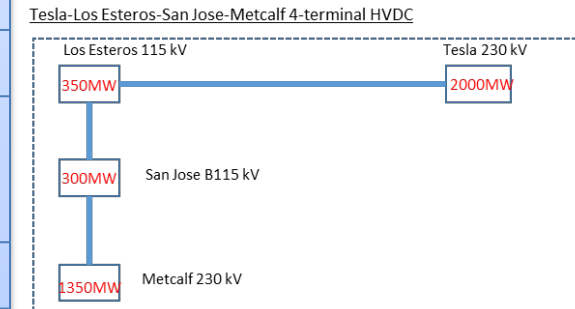 Tesla-Los Esteros-San Jose-Metcalf 4-terminal HVDC
Los Esteros 115 kV
Tesla 230 kV
350MW
2000MW
300MW
San Jose B115 kV
Metcalf 230 kV
1350MW